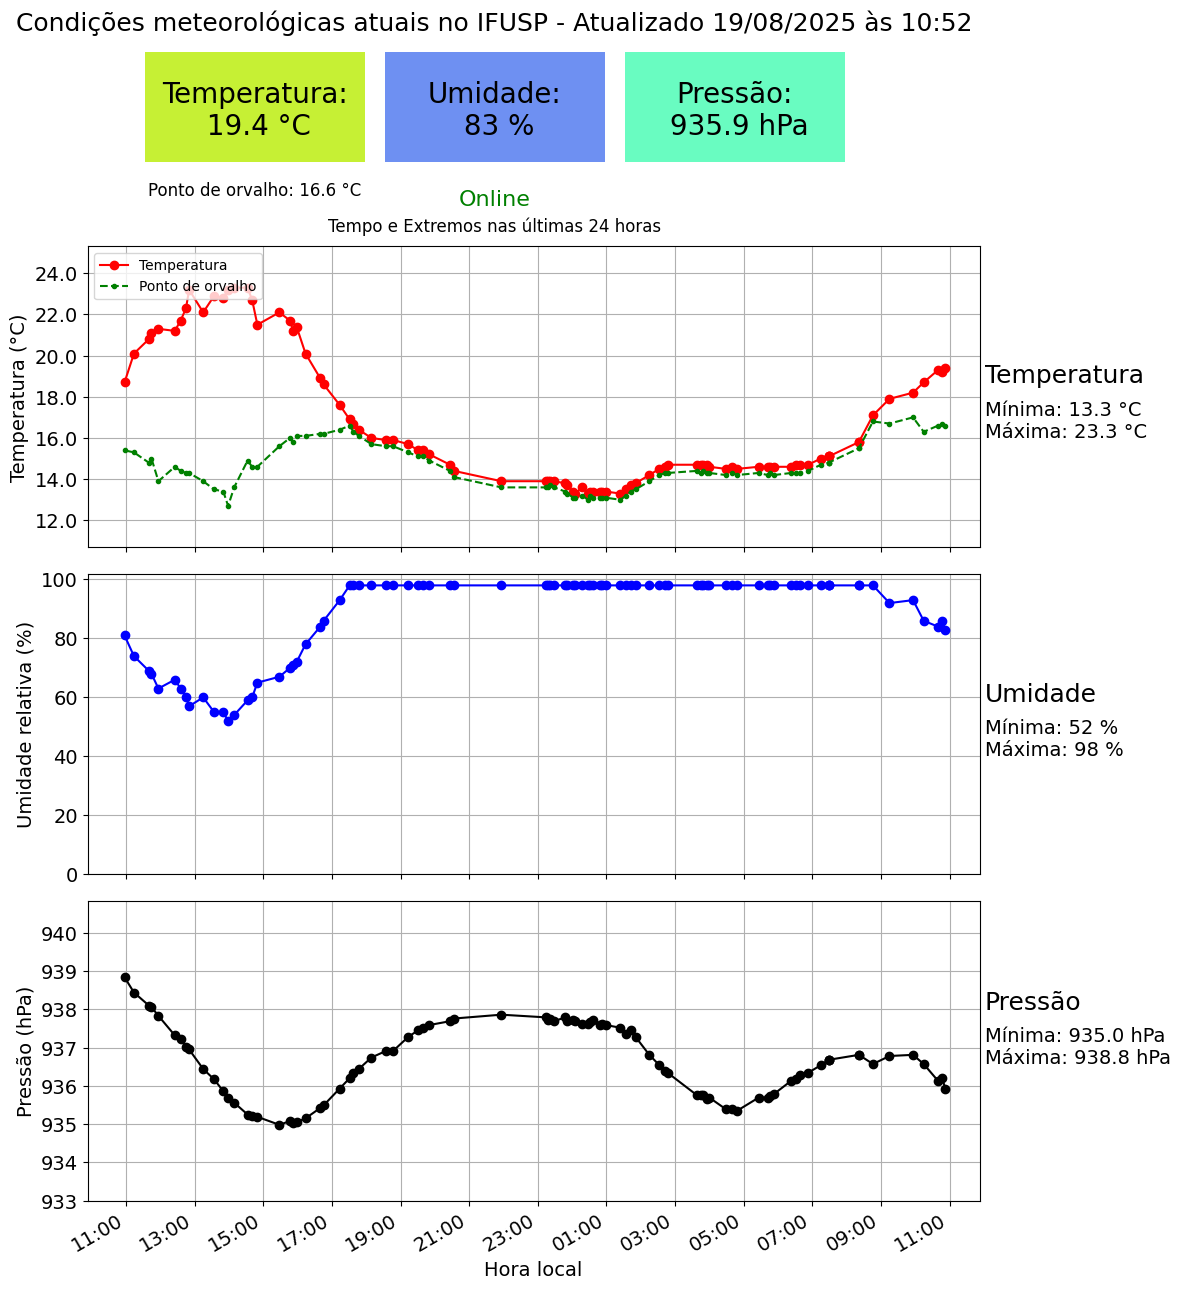 Condições meteorológicas atuais no IFUSP - Atualizado 19/08/2025 às 10:52
Temperatura:
19.4 °C
Umidade:
83 %
Pressão:
935.9 hPa
Ponto de orvalho: 16.6 °C
Online
Tempo e Extremos nas últimas 24 horas
Temperatura
Ponto de orvalho
Temperatura (°C)
24.0
22.0
20.0
18.0
16.0
14.0
12.0
Temperatura
Mínima: 13.3 °C
Máxima: 23.3 °C
Umidade relativa (%)
100
80
60
40
20
0
Umidade
Mínima: 52 %
Máxima: 98 %
Pressão (hPa)
940
939
938
937
936
935
934
933
Pressão
Mínima: 935.0 hPa
Máxima: 938.8 hPa
11:00
13:00
15:00
17:00
19:00
21:00
23:00
01:00
03:00
05:00
07:00
09:00
11:00
Hora local